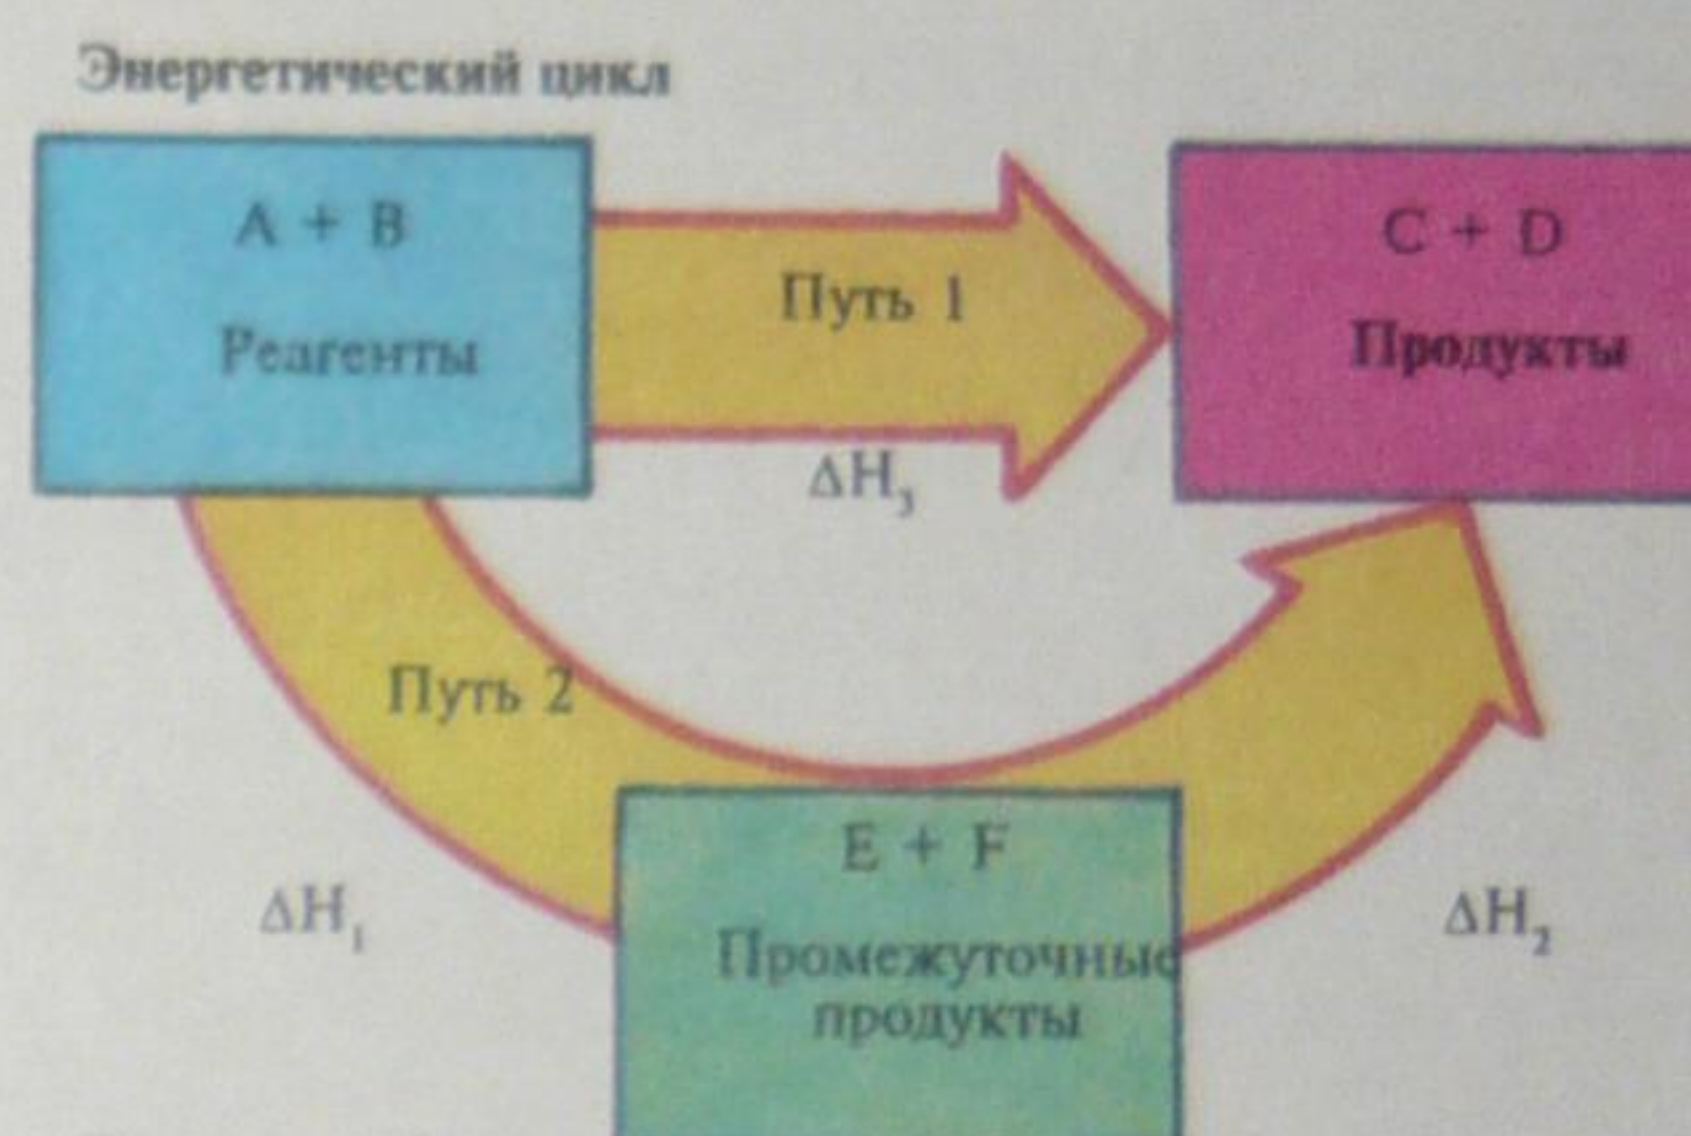 Энергетический цикл
A + B
Реагенты
Путь 1
ΔH₃
C + D
Продукты
Путь 2
ΔH₁
E + F
Промежуточные
продукты
ΔH₂